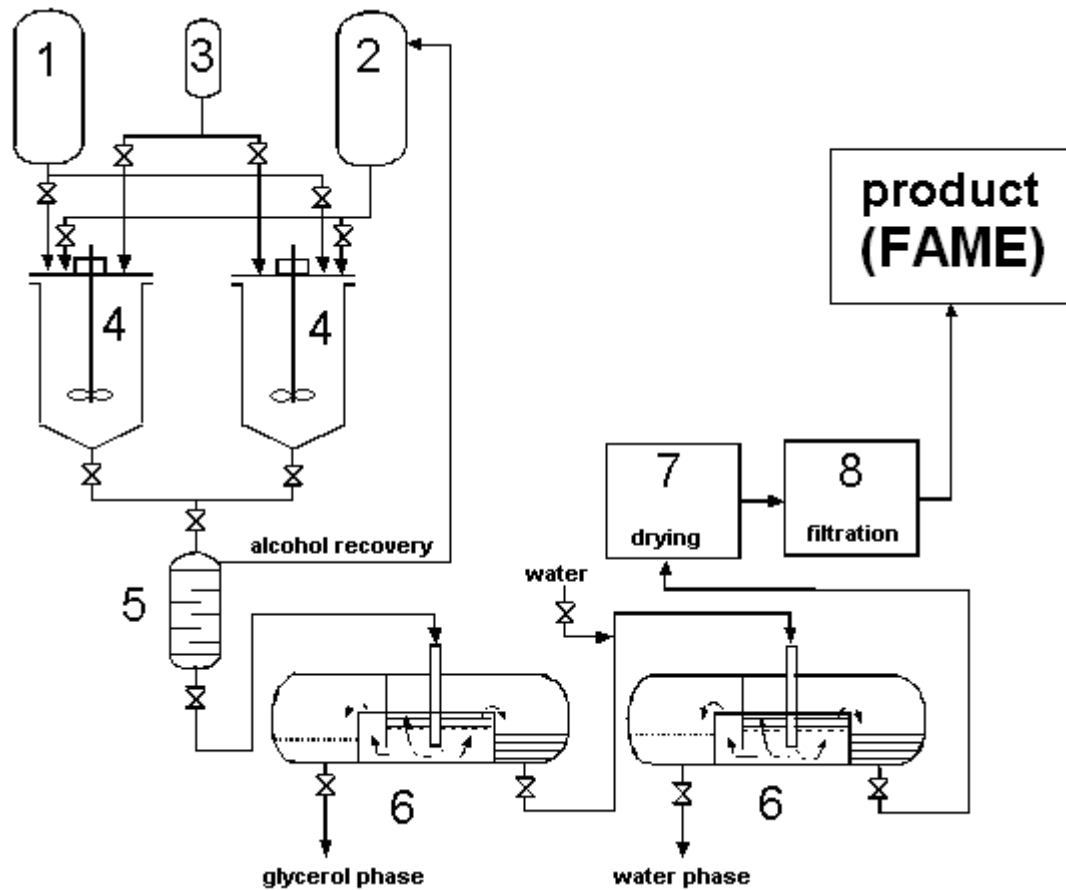 1
3
2
product
(FAME)
4
4
7
drying
8
filtration
alcohol recovery
water
5
6
6
glycerol phase
water phase